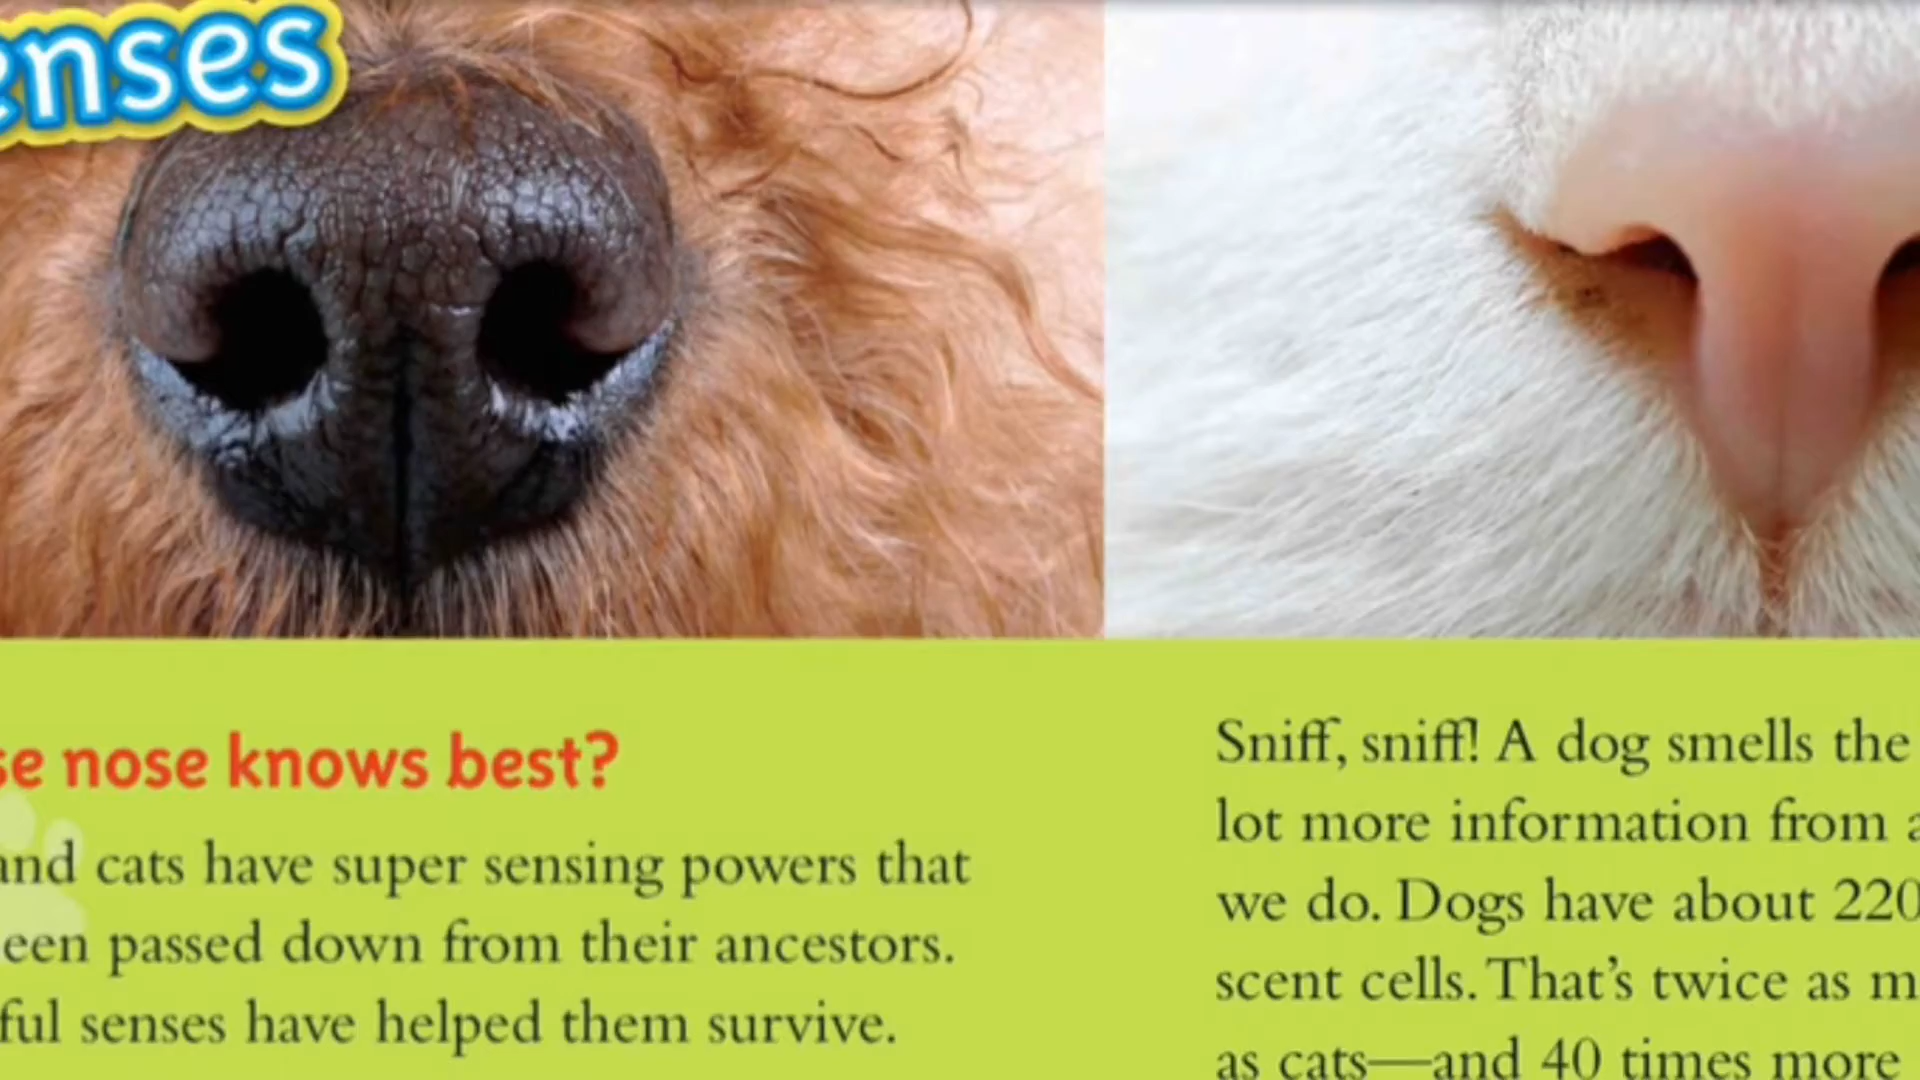 enses
se nose knows best?
and cats have super sensing powers that
een passed down from their ancestors.
ful senses have helped them survive.
Sniff, sniff! A dog smells the
lot more information from a
we do. Dogs have about 220
scent cells. That's twice as m
as cats—and 40 times more